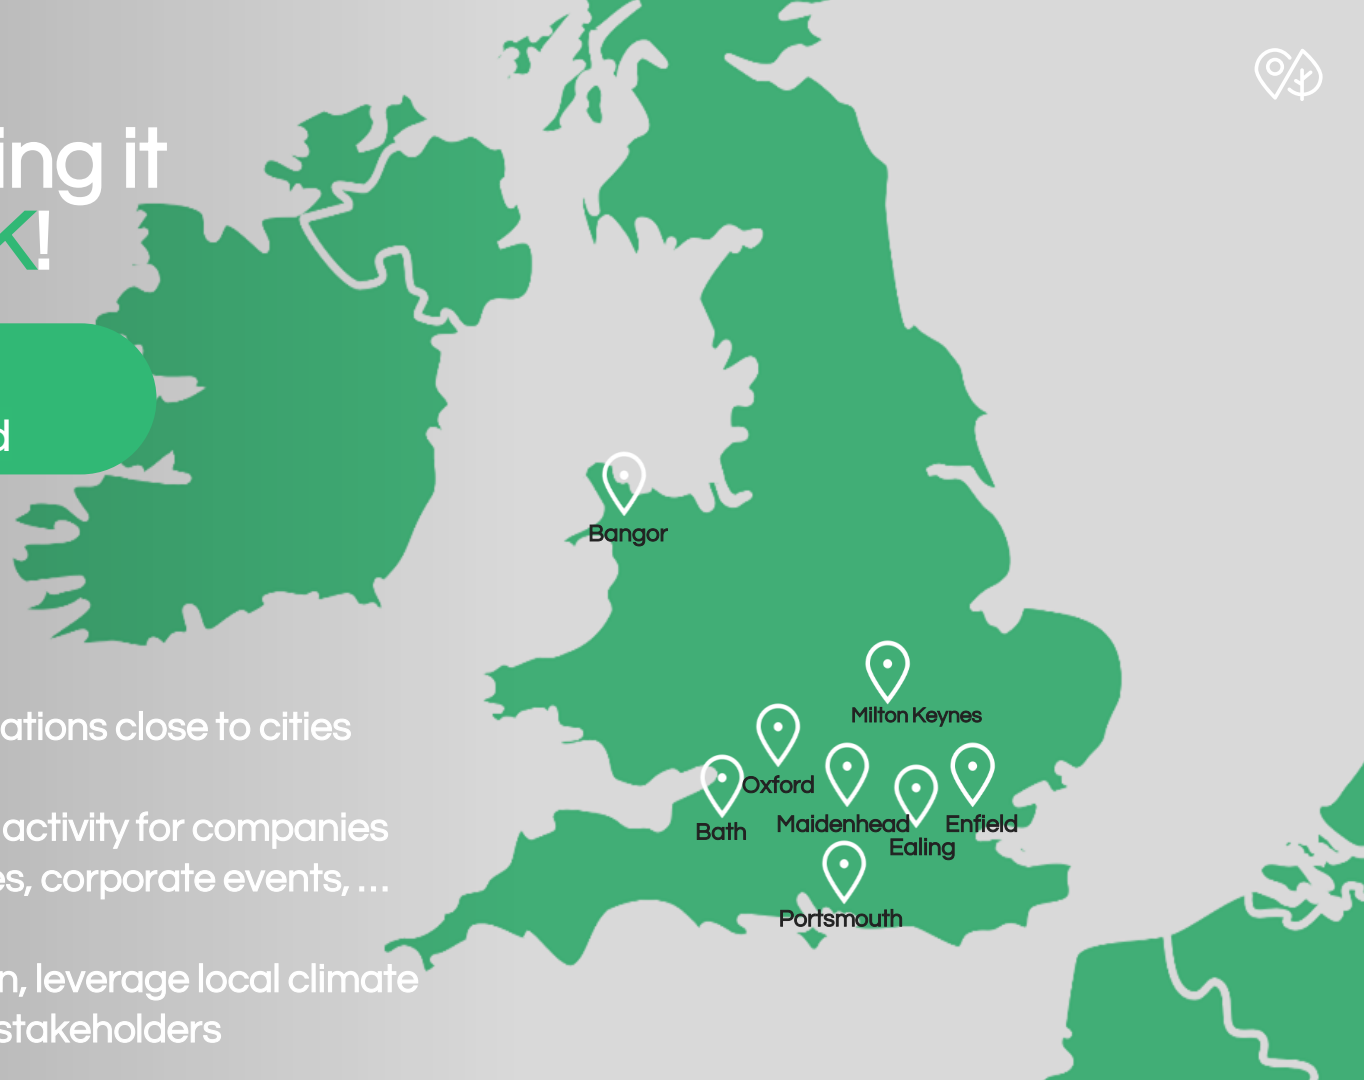 ing it
K!
d
Bangor
Milton Keynes
Oxford
Bath
Maidenhead
Enfield
Ealing
Portsmouth
ations close to cities
activity for companies
es, corporate events, ...
n, leverage local climate
stakeholders